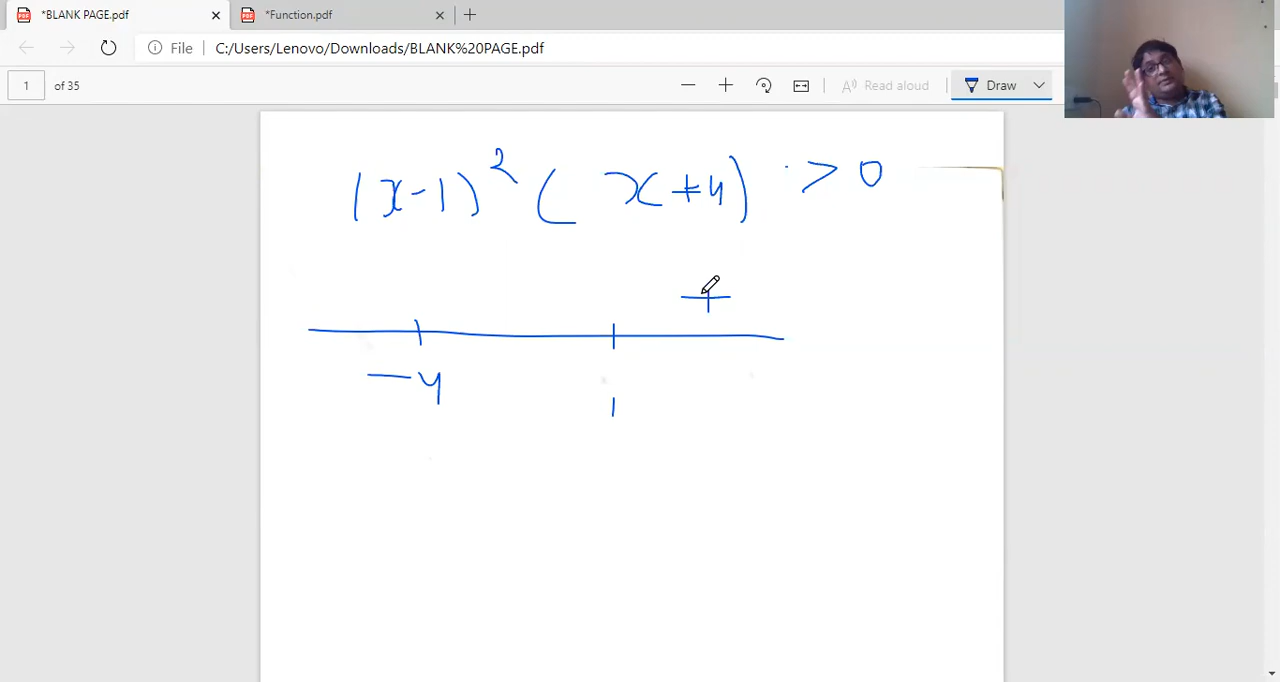 *BLANK PAGE.pdf
*Function.pdf
File C:/Users/Lenovo/Downloads/BLANK%20PAGE.pdf
1 of 35
Read aloud
Draw
(x-1)² (x+4) > 0
+
-4 1